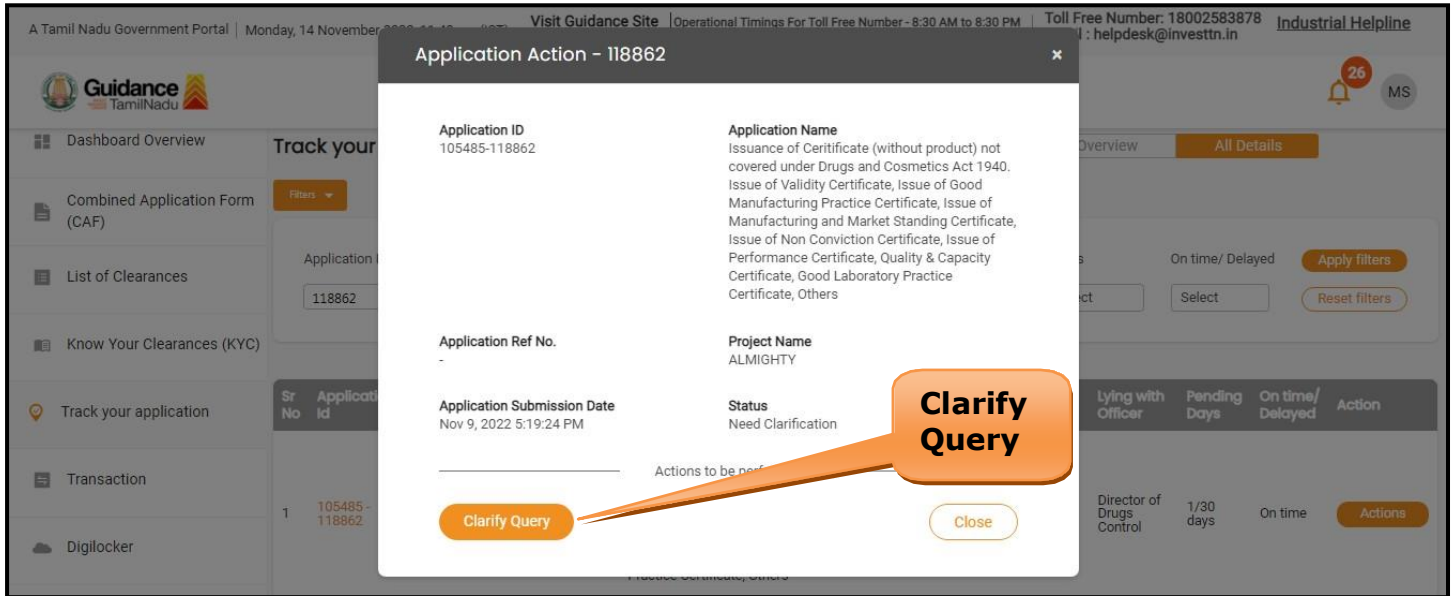 A Tamil Nadu Government Portal | Monday, 14 November
Visit Guidance Site | Operational Timings For Toll Free Number - 8:30 AM to 8:30 PM |
Toll Free Number: 18002583878
: helpdesk@investtn.in
Industrial Helpline
Guidance
TamilNadu
26
MS
Application Action - 118862
×
Dashboard Overview
Combined Application Form
(CAF)
List of Clearances
Know Your Clearances (KYC)
Track your application
Transaction
Digilocker
Track your
Overview
All Details
Filters
Application
118862
On time/ Delayed
Select
Apply filters
Reset filters
Application ID
105485-118862
Application Name
Issuance of Ceritificate (without product) not
covered under Drugs and Cosmetics Act 1940.
Issue of Validity Certificate, Issue of Good
Manufacturing Practice Certificate, Issue of
Manufacturing and Market Standing Certificate,
Issue of Non Conviction Certificate, Issue of
Performance Certificate, Quality & Capacity
Certificate, Good Laboratory Practice
Certificate, Others
Application Ref No.
-
Project Name
ALMIGHTY
Application Submission Date
Nov 9, 2022 5:19:24 PM
Status
Need Clarification
Actions to be
Clarify Query
Close
Clarify
Query
Sr
No
Applicati
Id
Lying with
Officer
Pending
Days
On time/
Delayed
Action
1
105485 -
118862
Director of
Drugs
Control
1/30
days
On time
Actions